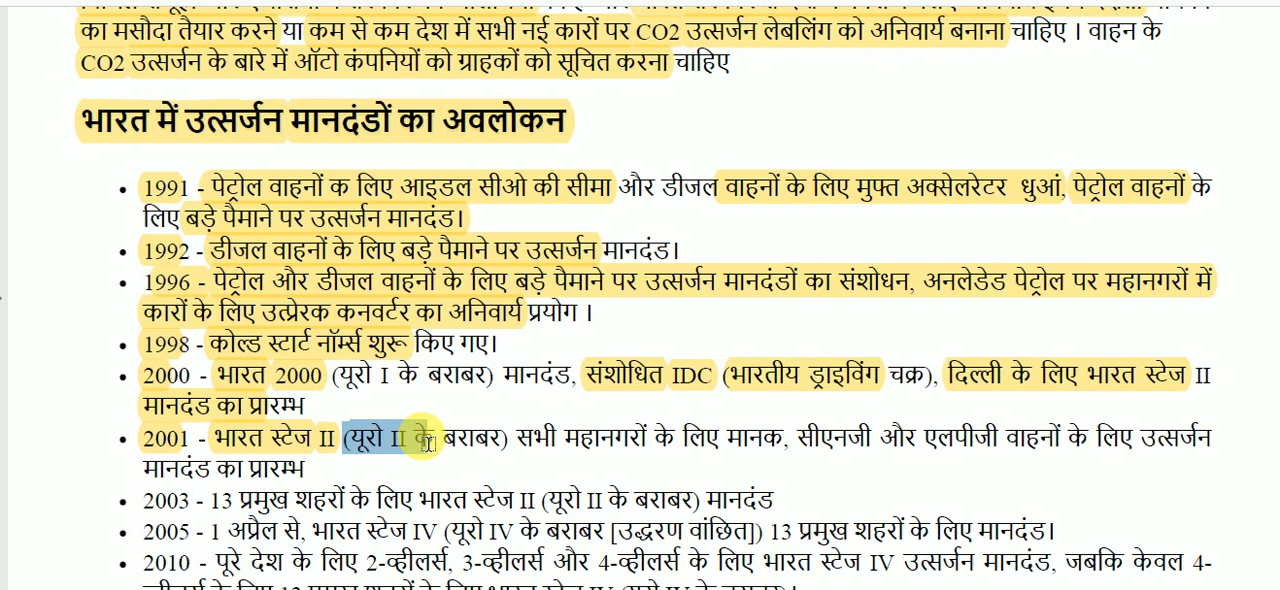 का मसौदा तैयार करने या कम से कम देश में सभी नई कारों पर CO2 उत्सर्जन लेबलिंग को अनिवार्य बनाना चाहिए । वाहन के
CO2 उत्सर्जन के बारे में ऑटो कंपनियों को ग्राहकों को सूचित करना चाहिए
भारत में उत्सर्जन मानदंडों का अवलोकन
• 1991 - पेट्रोल वाहनों क लिए आइडल सीओ की सीमा और डीजल वाहनों के लिए मुफ्त अक्सेलरेटर धुआं, पेट्रोल वाहनों के
लिए बड़े पैमाने पर उत्सर्जन मानदंड।
• 1992 - डीजल वाहनों के लिए बड़े पैमाने पर उत्सर्जन मानदंड।
• 1996 - पेट्रोल और डीजल वाहनों के लिए बड़े पैमाने पर उत्सर्जन मानदंडों का संशोधन, अनलेडेड पेट्रोल पर महानगरों में
कारों के लिए उत्प्रेरक कनवर्टर का अनिवार्य प्रयोग ।
• 1998 - कोल्ड स्टार्ट नॉर्म्स शुरू किए गए।
• 2000 - भारत 2000 (यूरो I के बराबर) मानदंड, संशोधित IDC (भारतीय ड्राइविंग चक्र), दिल्ली के लिए भारत स्टेज II
मानदंड का प्रारम्भ
• 2001 - भारत स्टेज II (यूरो II के बराबर) सभी महानगरों के लिए मानक, सीएनजी और एलपीजी वाहनों के लिए उत्सर्जन
मानदंड का प्रारम्भ
• 2003 - 13 प्रमुख शहरों के लिए भारत स्टेज II (यूरो II के बराबर) मानदंड
• 2005 - 1 अप्रैल से, भारत स्टेज IV (यूरो IV के बराबर [उद्धरण वांछित]) 13 प्रमुख शहरों के लिए मानदंड।
• 2010 - पूरे देश के लिए 2-व्हीलर्स, 3-व्हीलर्स और 4-व्हीलर्स के लिए भारत स्टेज IV उत्सर्जन मानदंड, जबकि केवल 4-